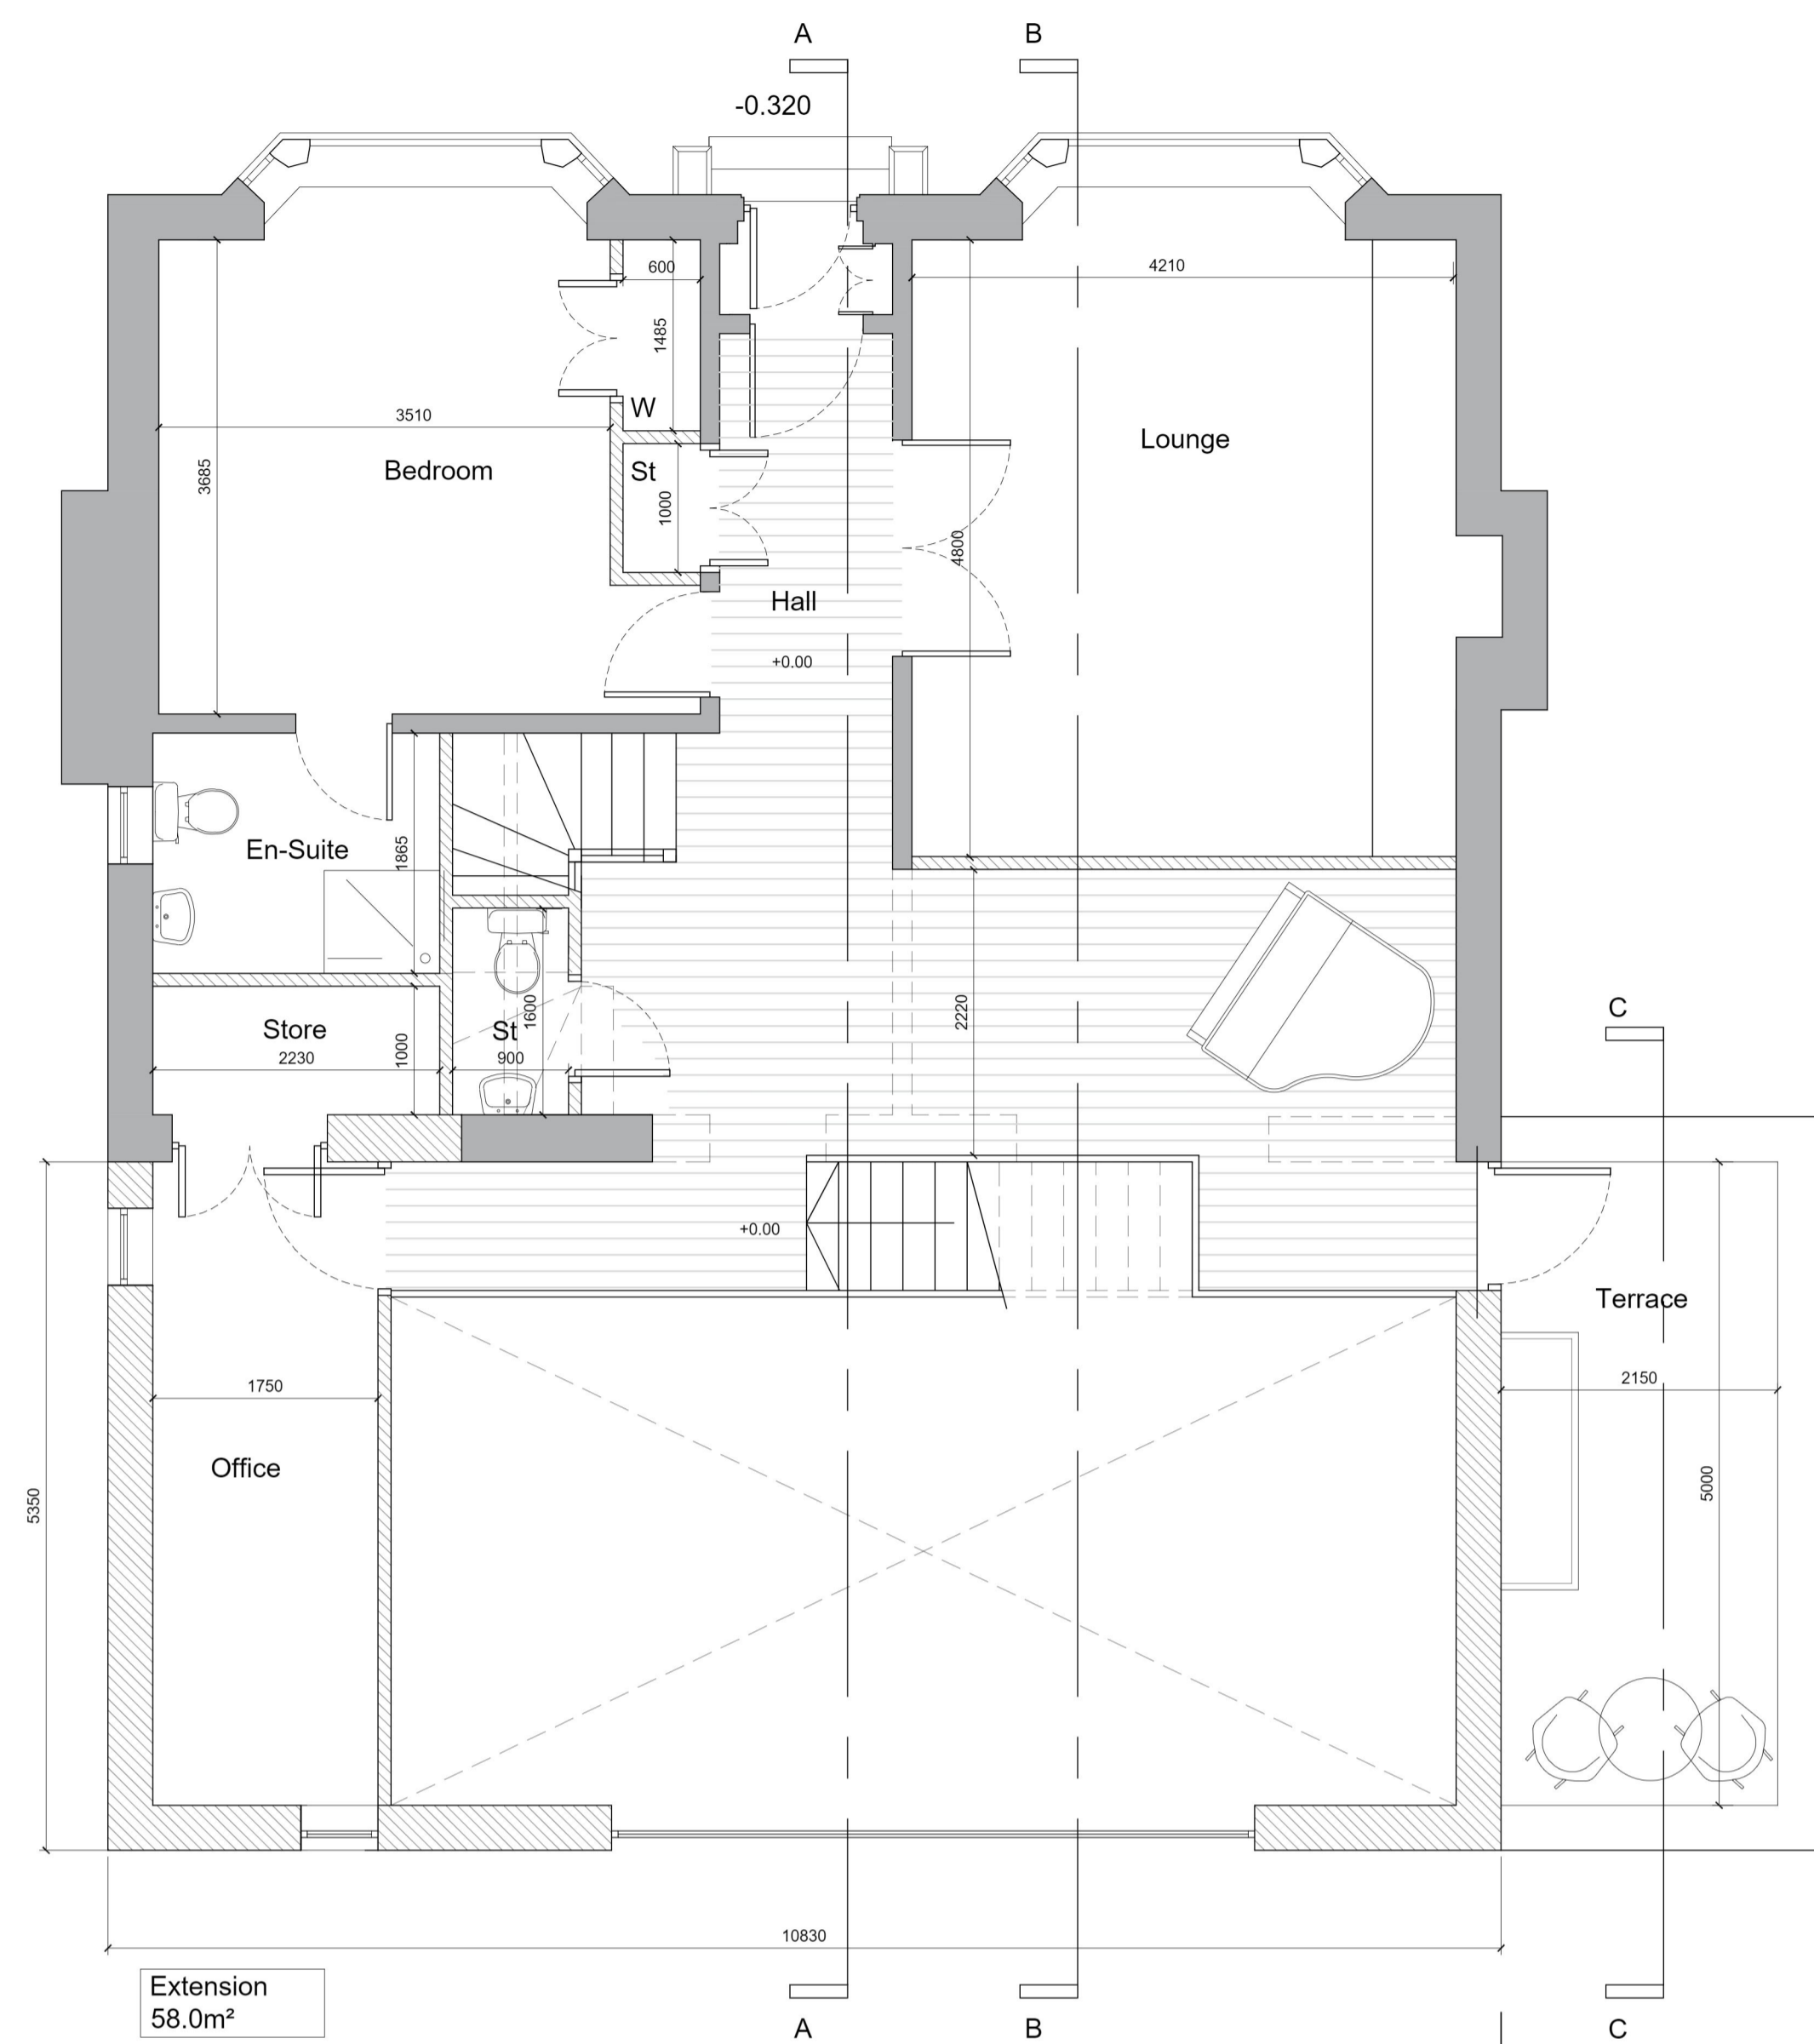 A
B
-0.320
600
4210
1485
W
3510
Lounge
3685
Bedroom
St
1000
4800
Hall
+0.00
En-Suite
1865
Store
2230
1000
St
1600
900
2220
C
+0.00
Terrace
1750
2150
Office
5350
5000
10830
Extension
58.0m²
A
B
C